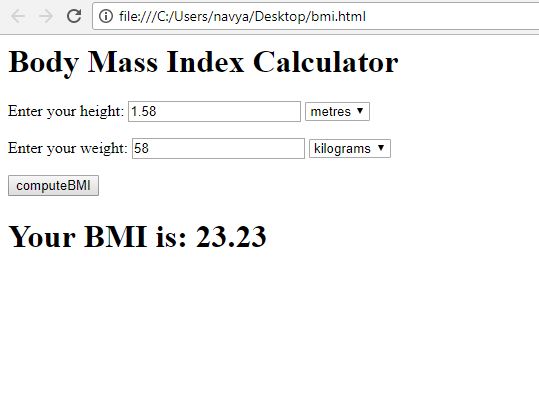 file:///C:/Users/navya/Desktop/bmi.html
Body Mass Index Calculator
Enter your height: 1.58 metres
Enter your weight: 58 kilograms
computeBMI
Your BMI is: 23.23